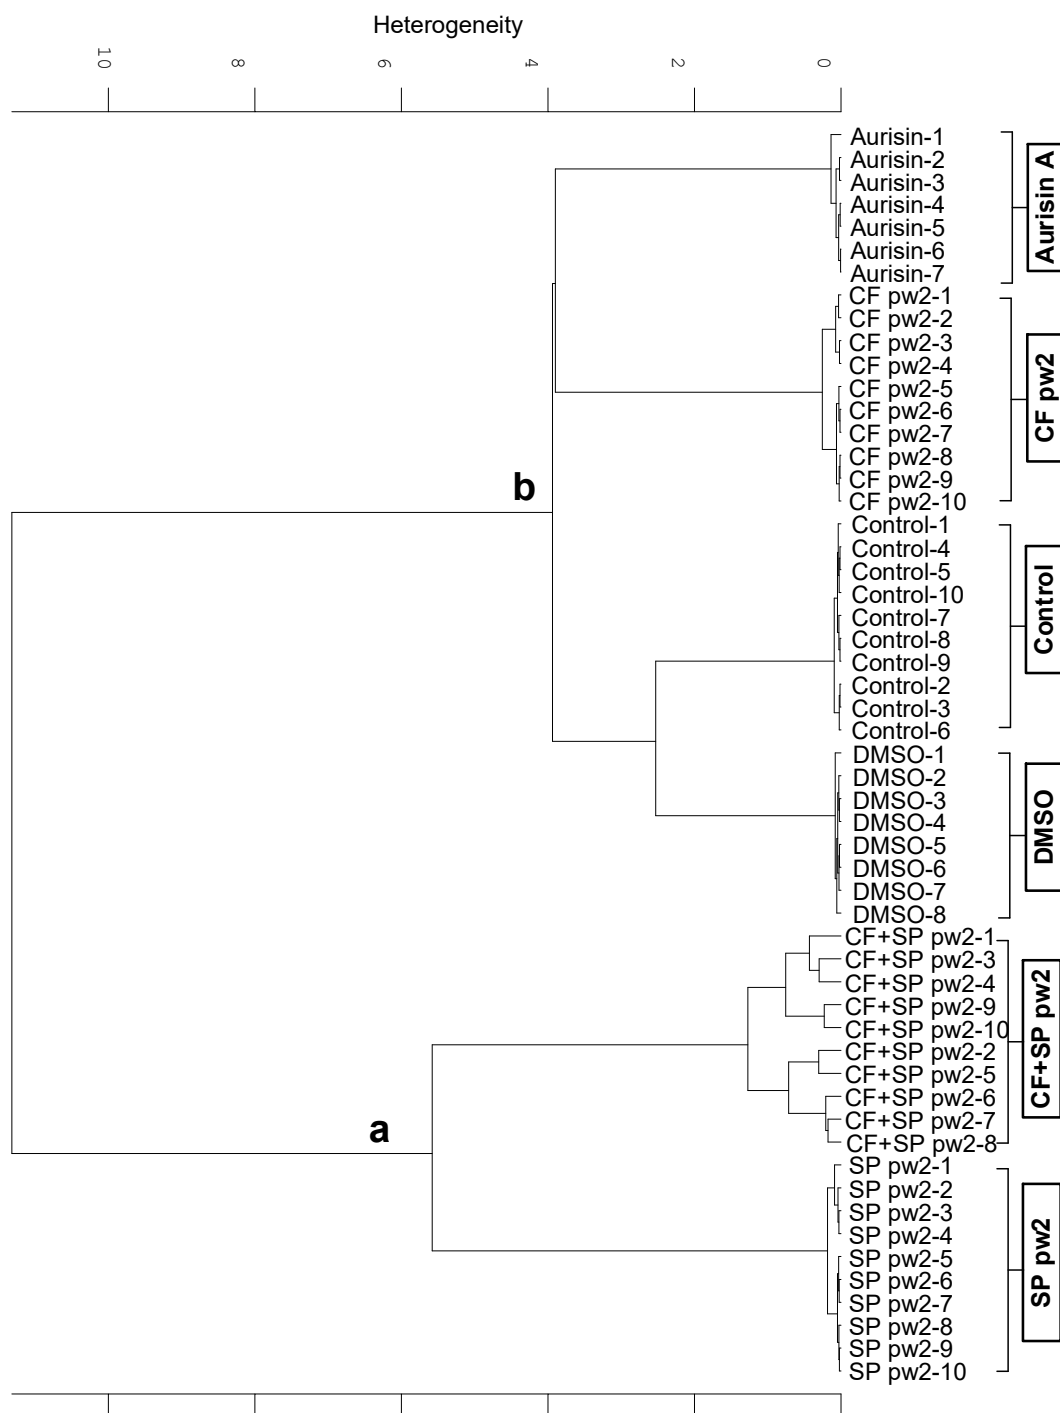 Heterogeneity
10 8 6 4 2 0
Aurisin-1
Aurisin-2
Aurisin-3
Aurisin-4
Aurisin-5
Aurisin-6
Aurisin-7
Aurisin A
CF pw2-1
CF pw2-2
CF pw2-3
CF pw2-4
CF pw2-5
CF pw2-6
CF pw2-7
CF pw2-8
CF pw2-9
CF pw2-10
CF pw2
b
Control-1
Control-4
Control-5
Control-10
Control-7
Control-8
Control-9
Control-2
Control-3
Control-6
Control
DMSO-1
DMSO-2
DMSO-3
DMSO-4
DMSO-5
DMSO-6
DMSO-7
DMSO-8
DMSO
CF+SP pw2-1
CF+SP pw2-3
CF+SP pw2-4
CF+SP pw2-9
CF+SP pw2-10
CF+SP pw2-2
CF+SP pw2-5
CF+SP pw2-6
CF+SP pw2-7
CF+SP pw2-8
CF+SP pw2
a
SP pw2-1
SP pw2-2
SP pw2-3
SP pw2-4
SP pw2-5
SP pw2-6
SP pw2-7
SP pw2-8
SP pw2-9
SP pw2-10
SP pw2